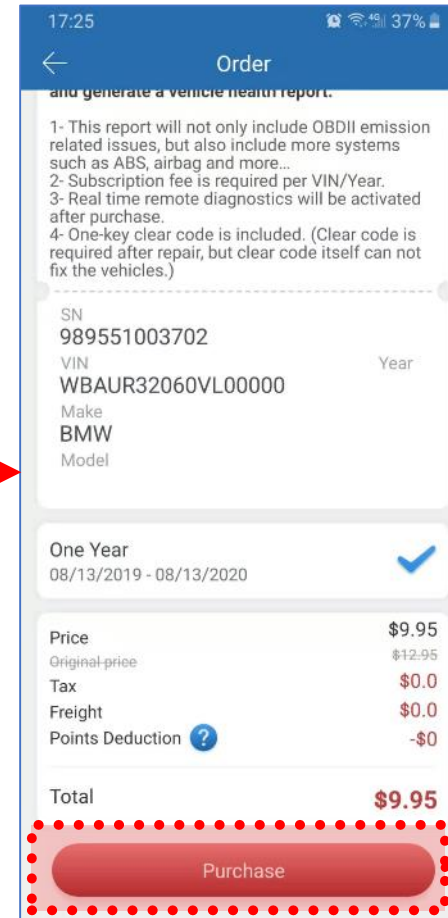 17:25 4G 37%
Order
and generate a vehicle health report.
1- This report will not only include OBDII emission
related issues, but also include more systems
such as ABS, airbag and more...
2- Subscription fee is required per VIN/Year.
3- Real time remote diagnostics will be activated
after purchase.
4- One-key clear code is included. (Clear code is
required after repair, but clear code itself can not
fix the vehicles.)
SN
989551003702
VIN Year
WBAUR32060VL00000
Make
BMW
Model
One Year
08/13/2019 - 08/13/2020
Price $9.95
Original price $12.95
Tax $0.0
Freight $0.0
Points Deduction ? -$0
Total $9.95
Purchase